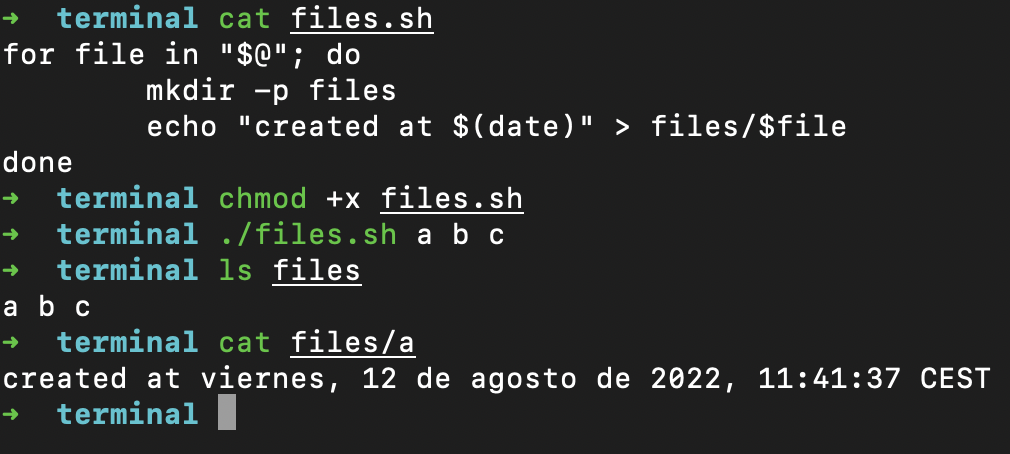 ➜  terminal cat files.sh
for file in "$@"; do
        mkdir -p files
        echo "created at $(date)" > files/$file
done
➜  terminal chmod +x files.sh
➜  terminal ./files.sh a b c
➜  terminal ls files
a b c
➜  terminal cat files/a
created at viernes, 12 de agosto de 2022, 11:41:37 CEST
➜  terminal